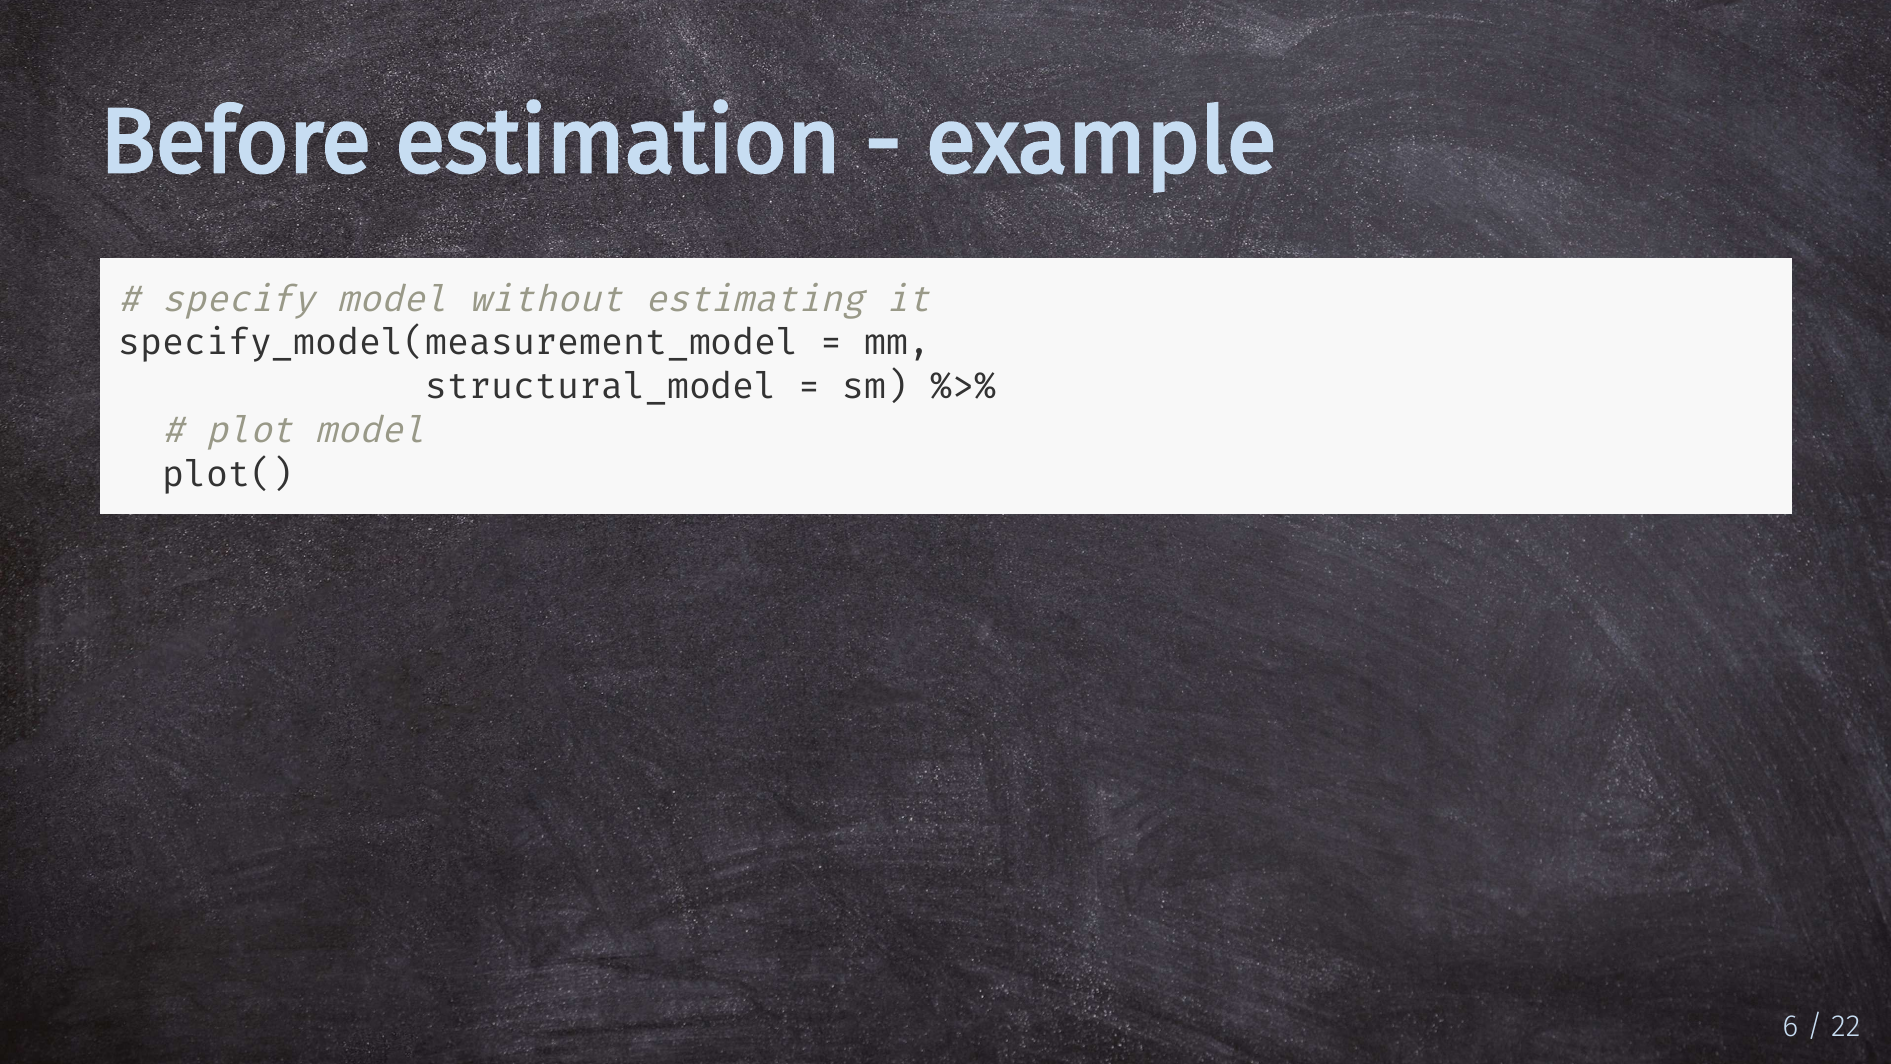 Before estimation - example
# specify model without estimating it
specify_model(measurement_model = mm,
              structural_model = sm) %>%
  # plot model
  plot()
6 / 22